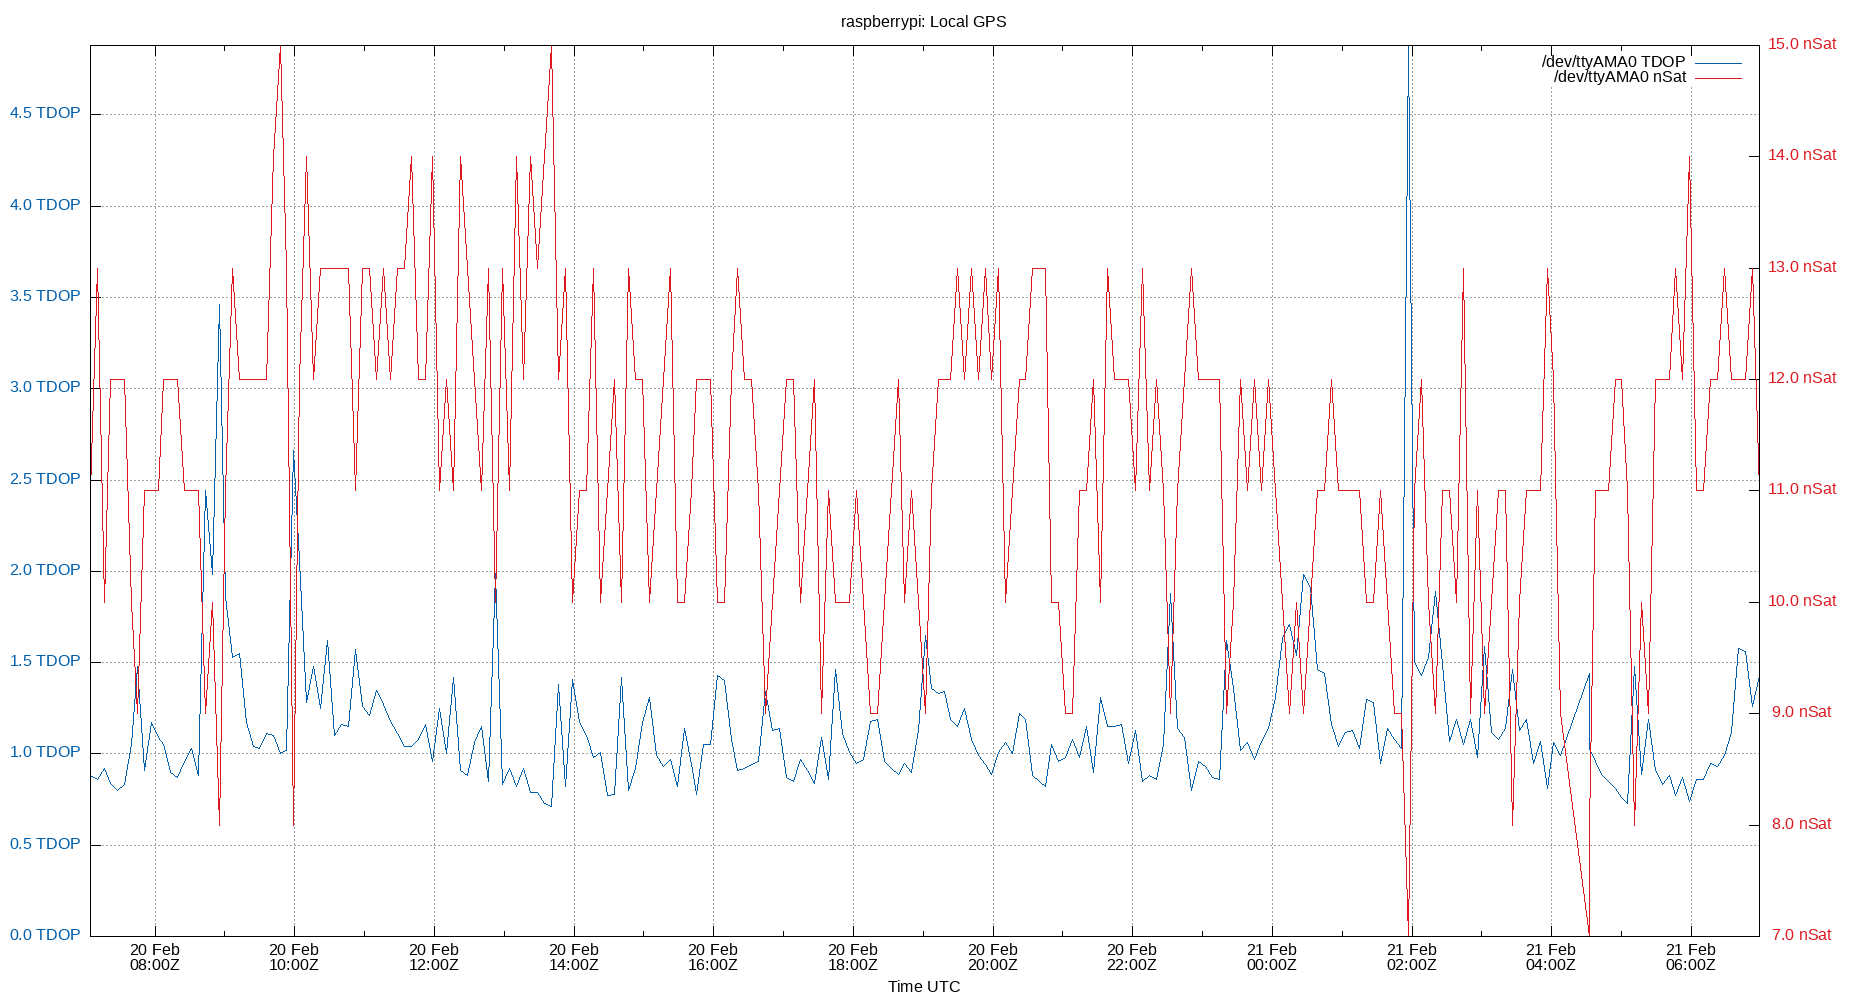 raspberrypi: Local GPS
/dev/ttyAMA0 TDOP
/dev/ttyAMA0 nSat
4.5 TDOP
4.0 TDOP
3.5 TDOP
3.0 TDOP
2.5 TDOP
2.0 TDOP
1.5 TDOP
1.0 TDOP
0.5 TDOP
0.0 TDOP
15.0 nSat
14.0 nSat
13.0 nSat
12.0 nSat
11.0 nSat
10.0 nSat
9.0 nSat
8.0 nSat
7.0 nSat
20 Feb
08:00Z
20 Feb
10:00Z
20 Feb
12:00Z
20 Feb
14:00Z
20 Feb
16:00Z
20 Feb
18:00Z
20 Feb
20:00Z
20 Feb
22:00Z
21 Feb
00:00Z
21 Feb
02:00Z
21 Feb
04:00Z
21 Feb
06:00Z
Time UTC